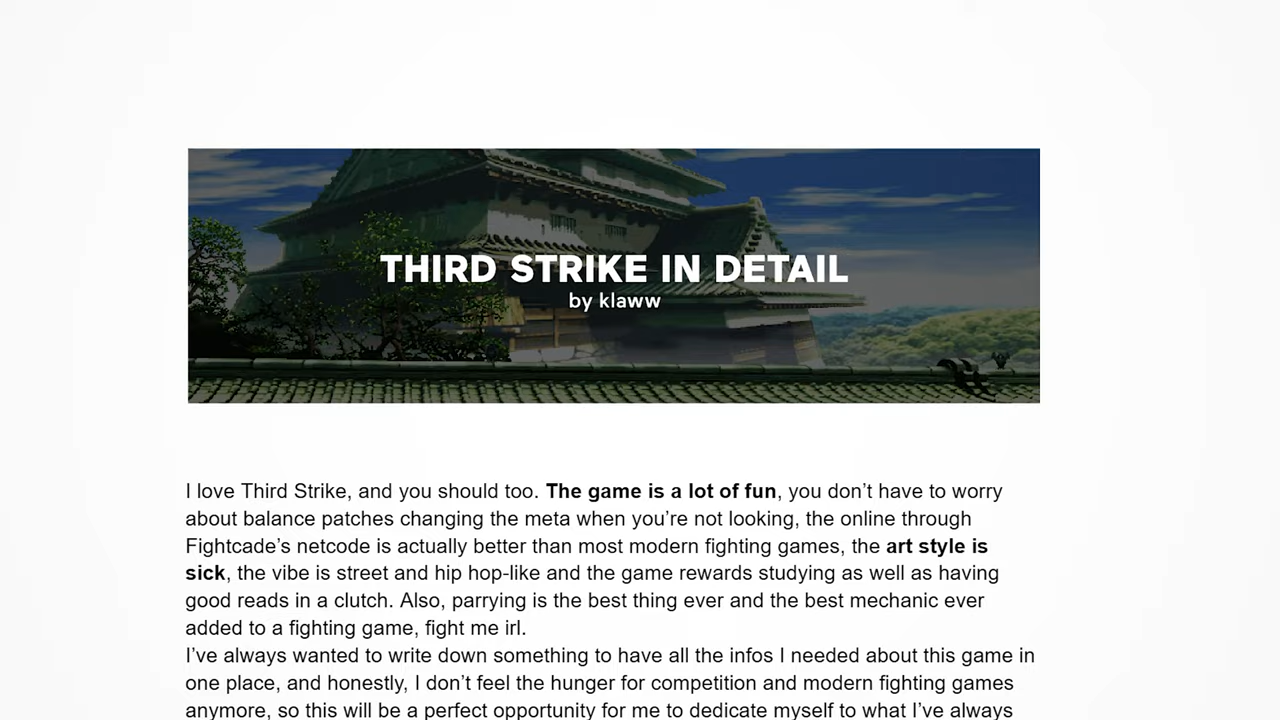 THIRD STRIKE IN DETAIL
by klaww
I love Third Strike, and you should too. The game is a lot of fun, you don’t have to worry
about balance patches changing the meta when you’re not looking, the online through
Fightcade’s netcode is actually better than most modern fighting games, the art style is
sick, the vibe is street and hip hop-like and the game rewards studying as well as having
good reads in a clutch. Also, parrying is the best thing ever and the best mechanic ever
added to a fighting game, fight me irl.
I’ve always wanted to write down something to have all the infos I needed about this game in
one place, and honestly, I don’t feel the hunger for competition and modern fighting games
anymore, so this will be a perfect opportunity for me to dedicate myself to what I’ve always